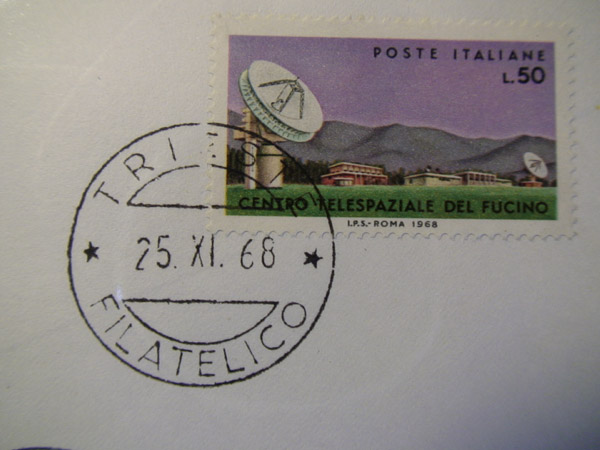 POSTE ITALIANE
L.50
CENTRO TELESPAZIALE DEL FUCINO
I.P.S.-ROMA 1968
25. XI. 68
FILATELICO